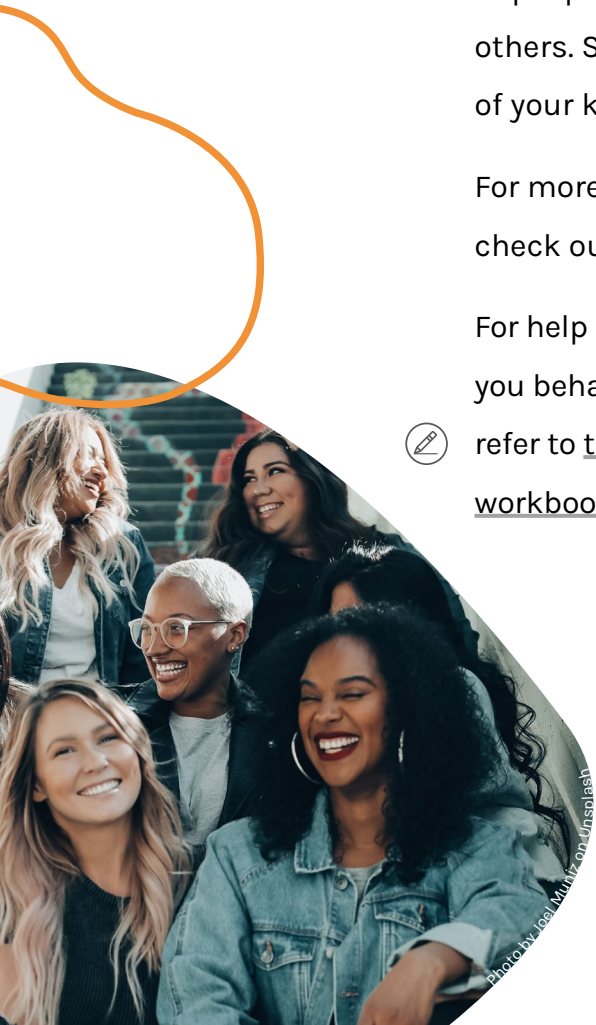 others. S
of your k
For more
check ou
For help
you beha
refer to t
workboo
Photo by Joel Muniz on Unsplash